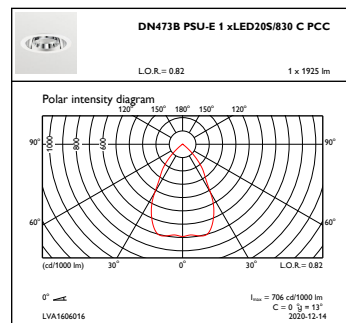 DN473B PSU-E 1 xLED20S/830 C PCC
L.O.R.= 0.82 1 x 1925 lm
Polar intensity diagram
120° 150° 180° 150° 120°
90° 1000 800 600 90°
60° 60°
(cd/1000 lm) 30° 0° 30° L.O.R.= 0.82
0° Imax = 706 cd/1000 lm
C = 0 °g = 13°
LVA1606016 2020-12-14